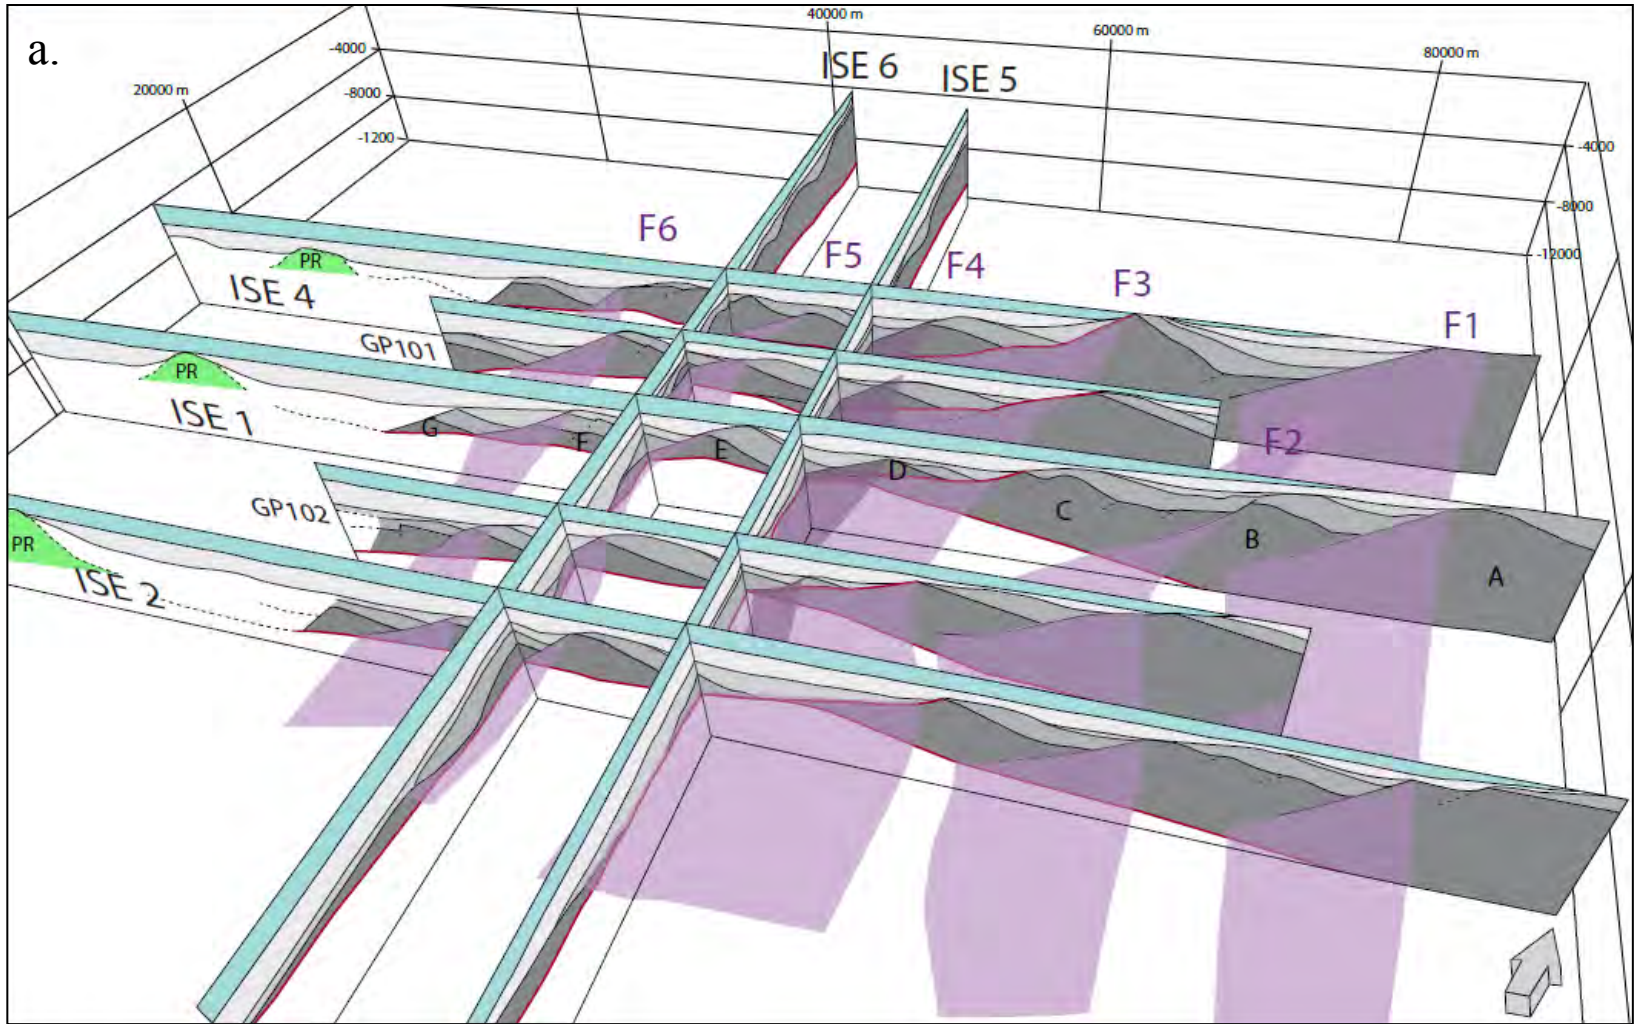 a.
40000 m
60000 m
80000 m
20000 m
-4000
-8000
-1200
ISE 6
ISE 5
-4000
-8000
-12000
F6
F5
F4
F3
F1
PR
ISE 4
GP101
PR
ISE 1
G
F
E
D
C
B
A
F2
GP102
PR
ISE 2